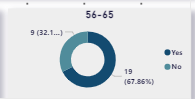 56-65
9 (32.1...)
Yes
No
19
(67.86%)